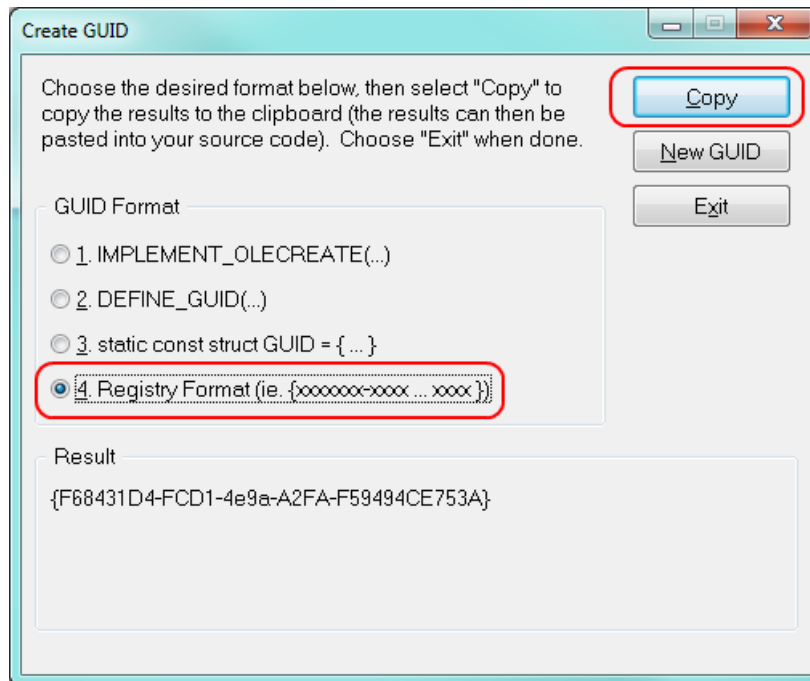 Create GUID
Choose the desired format below, then select "Copy" to
copy the results to the clipboard (the results can then be
pasted into your source code).  Choose "Exit" when done.
Copy
New GUID
Exit
GUID Format
1. IMPLEMENT_OLECREATE(...)
2. DEFINE_GUID(...)
3. static const struct GUID = { ... }
4. Registry Format (ie. {xxxxxxx-xxxx ... xxxx })
Result
{F68431D4-FCD1-4e9a-A2FA-F59494CE753A}